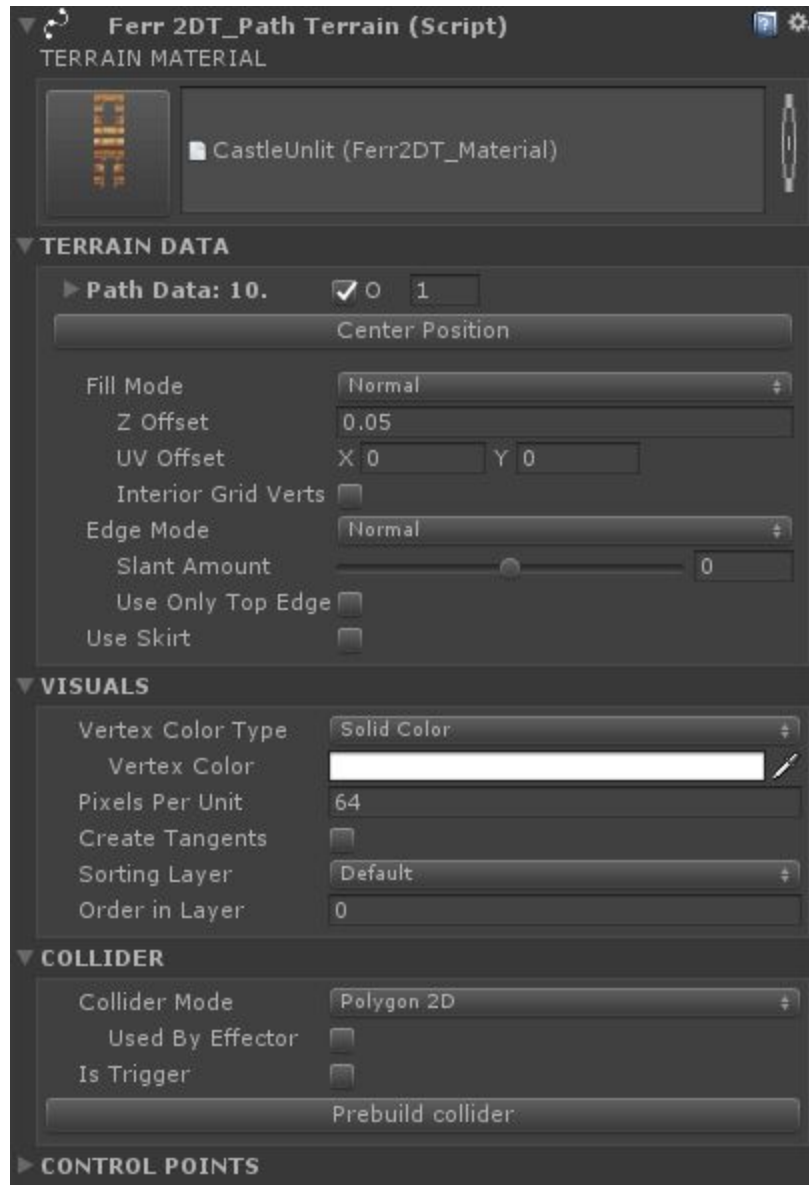 Ferr 2DT_Path Terrain (Script)
TERRAIN MATERIAL
CastleUnlit (Ferr2DT_Material)
TERRAIN DATA
Path Data: 10. O 1
Center Position
Fill Mode Normal
Z Offset 0.05
UV Offset X 0 Y 0
Interior Grid Verts
Edge Mode Normal
Slant Amount 0
Use Only Top Edge
Use Skirt
VISUALS
Vertex Color Type Solid Color
Vertex Color
Pixels Per Unit 64
Create Tangents
Sorting Layer Default
Order in Layer 0
COLLIDER
Collider Mode Polygon 2D
Used By Effector
Is Trigger
Prebuild collider
CONTROL POINTS